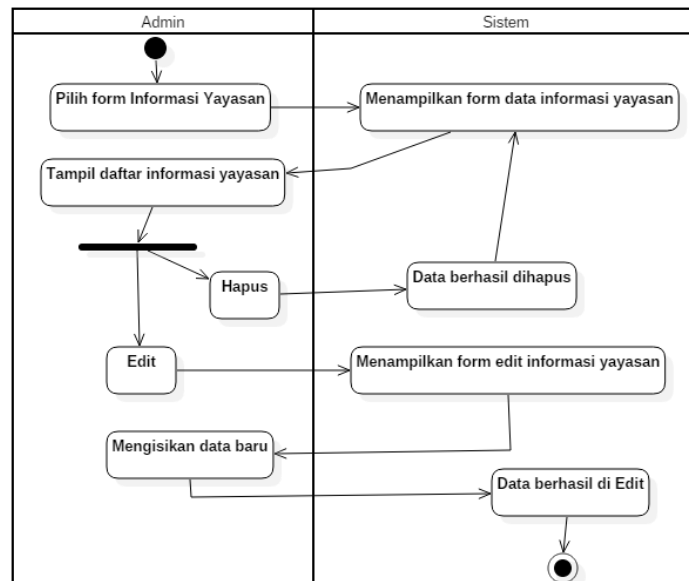 Admin
Sistem
Pilih form Informasi Yayasan
Menampilkan form data informasi yayasan
Tampil daftar informasi yayasan
Hapus
Data berhasil dihapus
Edit
Menampilkan form edit informasi yayasan
Mengisikan data baru
Data berhasil di Edit